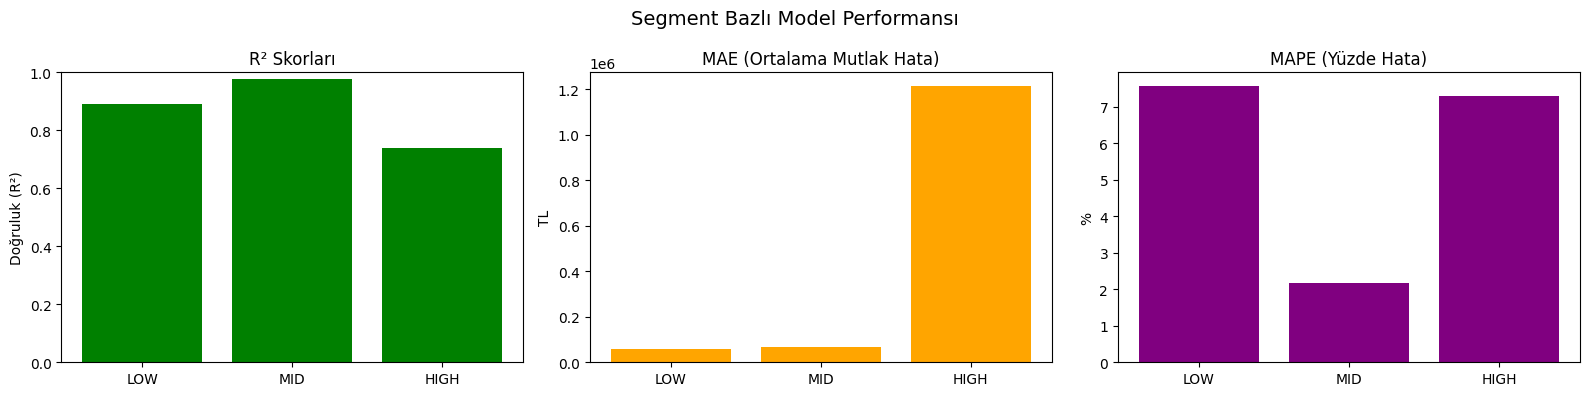 Segment Bazlı Model Performansı
R² Skorları
Doğruluk (R²)
1.0
0.8
0.6
0.4
0.2
0.0
LOW MID HIGH
MAE (Ortalama Mutlak Hata)
1e6
TL
1.2
1.0
0.8
0.6
0.4
0.2
0.0
LOW MID HIGH
MAPE (Yüzde Hata)
%
7
6
5
4
3
2
1
0
LOW MID HIGH